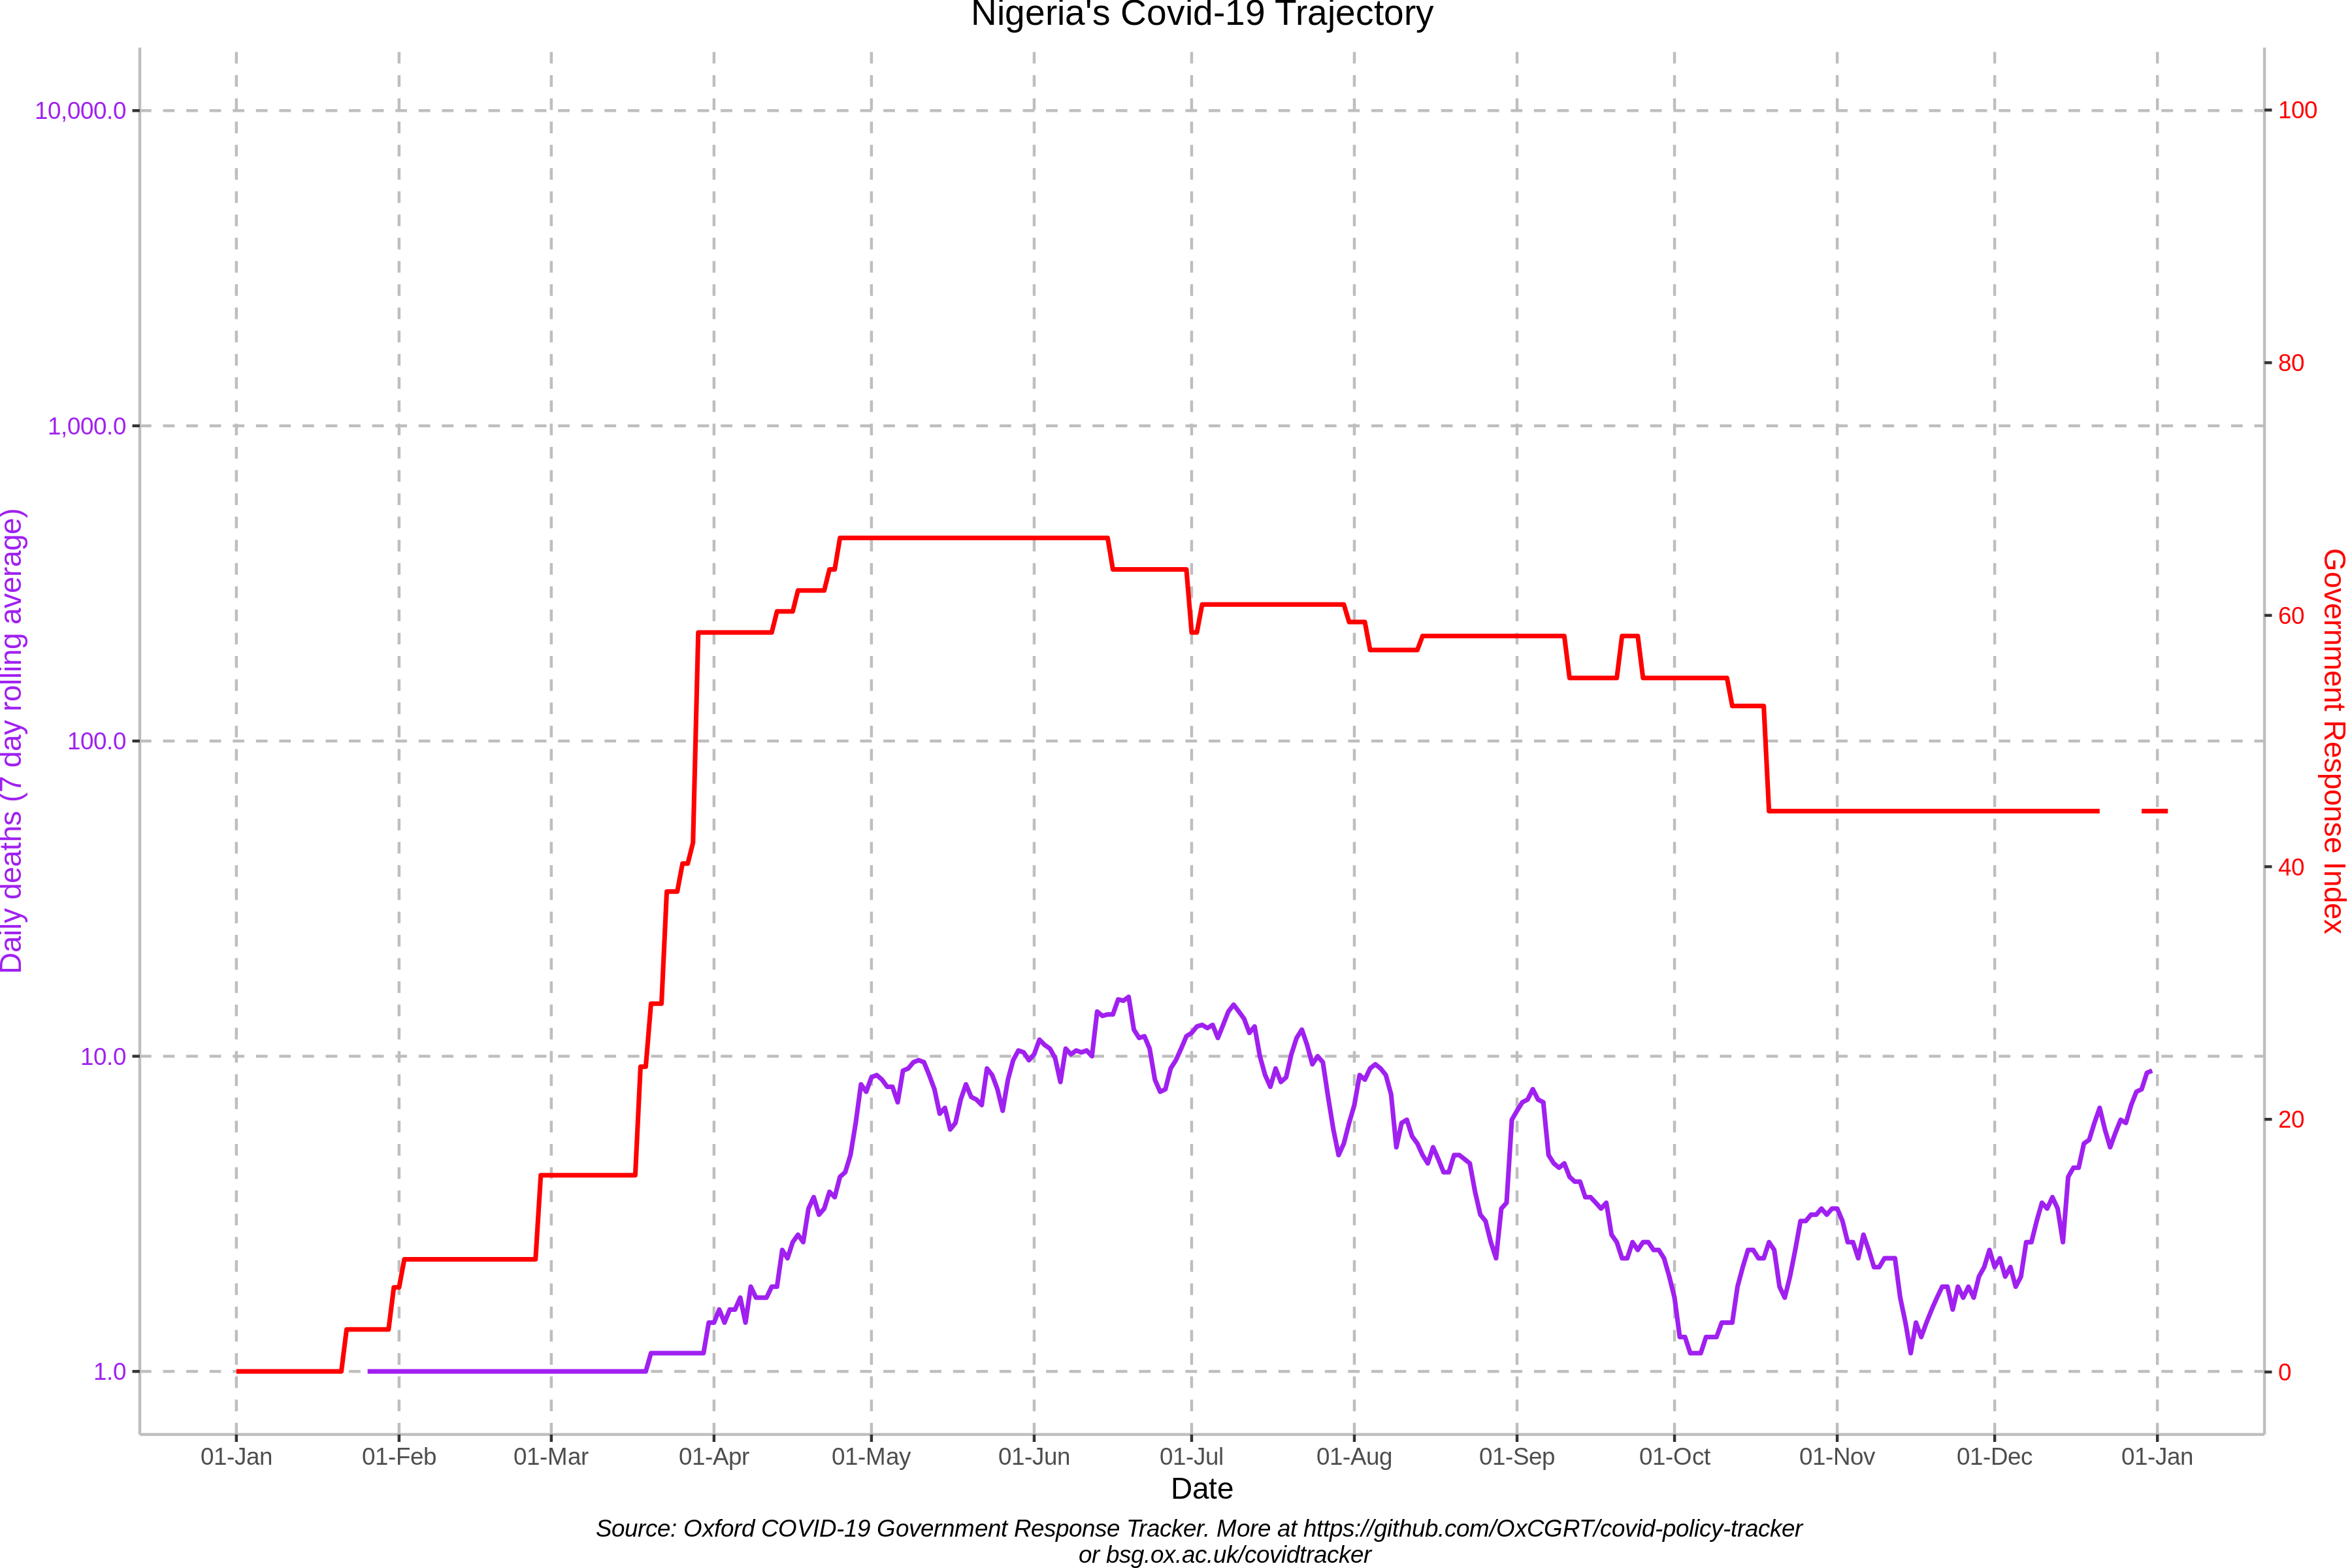 Nigeria's Covid-19 Trajectory
Daily deaths (7 day rolling average)
10,000.0
1,000.0
100.0
10.0
1.0
Government Response Index
100
80
60
40
20
0
01-Jan 01-Feb 01-Mar 01-Apr 01-May 01-Jun 01-Jul 01-Aug 01-Sep 01-Oct 01-Nov 01-Dec 01-Jan
Date
Source: Oxford COVID-19 Government Response Tracker. More at https://github.com/OxCGRT/covid-policy-tracker
or bsg.ox.ac.uk/covidtracker